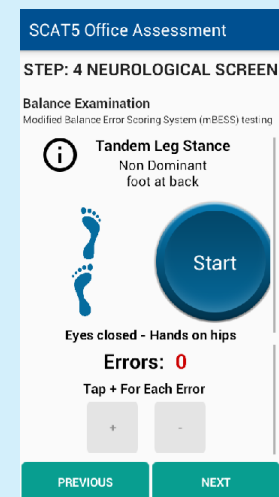 SCAT5 Office Assessment
STEP: 4 NEUROLOGICAL SCREEN
Balance Examination
Modified Balance Error Scoring System (mBESS) testing
Tandem Leg Stance
Non Dominant
foot at back
Start
Eyes closed - Hands on hips
Errors: 0
Tap + For Each Error
+ -
PREVIOUS NEXT